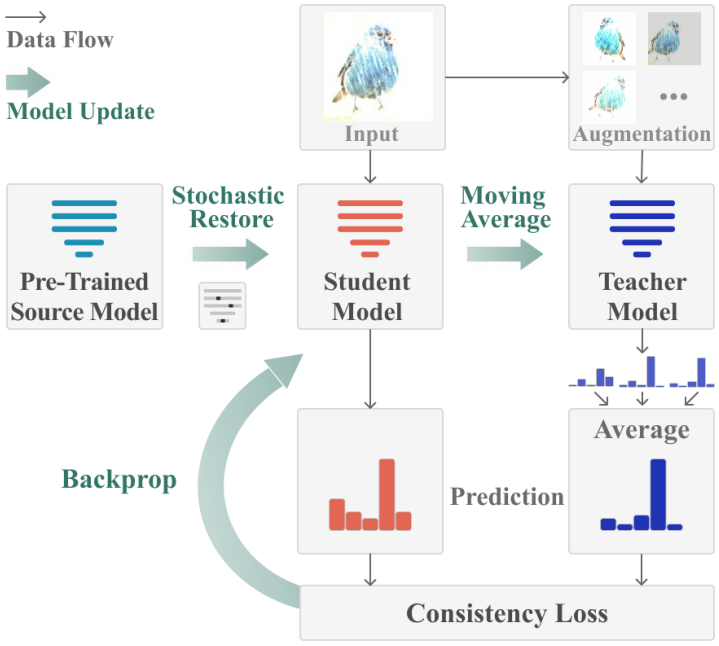 Data Flow
Model Update
Input
Augmentation
Pre-Trained
Source Model
Stochastic
Restore
Student
Model
Moving
Average
Teacher
Model
Average
Backprop
Prediction
Consistency Loss